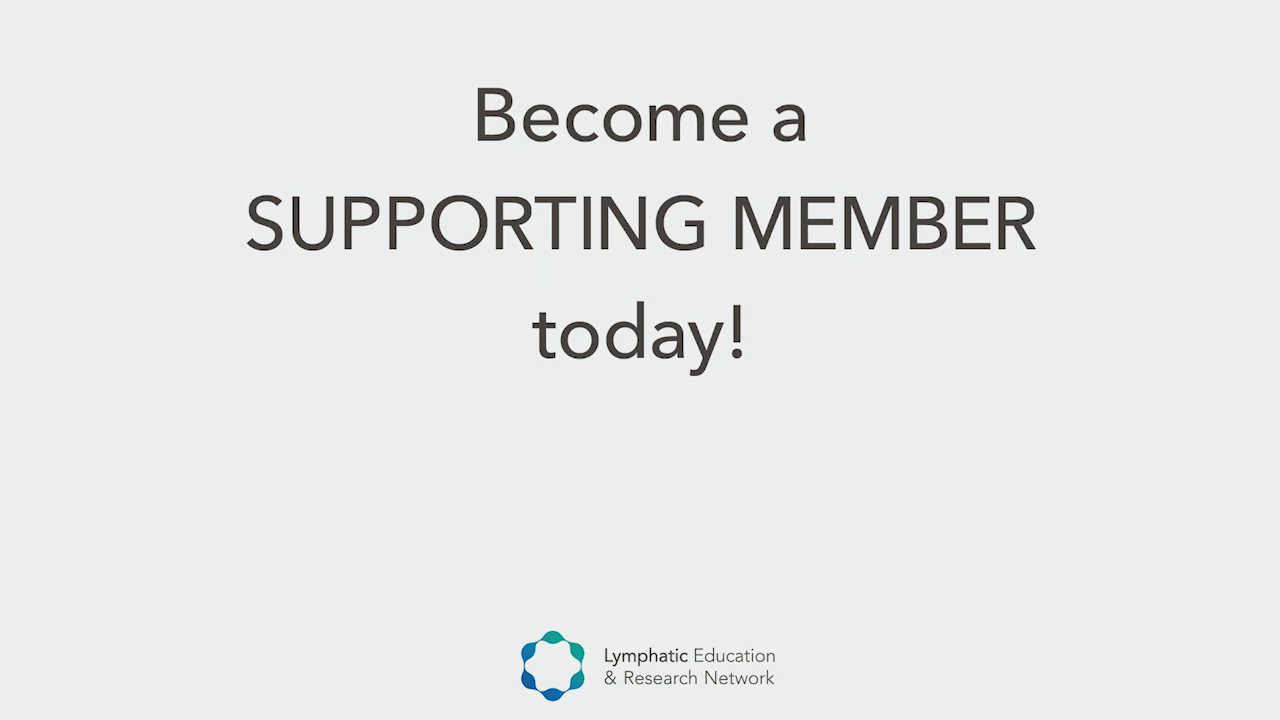 Become a
SUPPORTING MEMBER
today!
Lymphatic Education
& Research Network